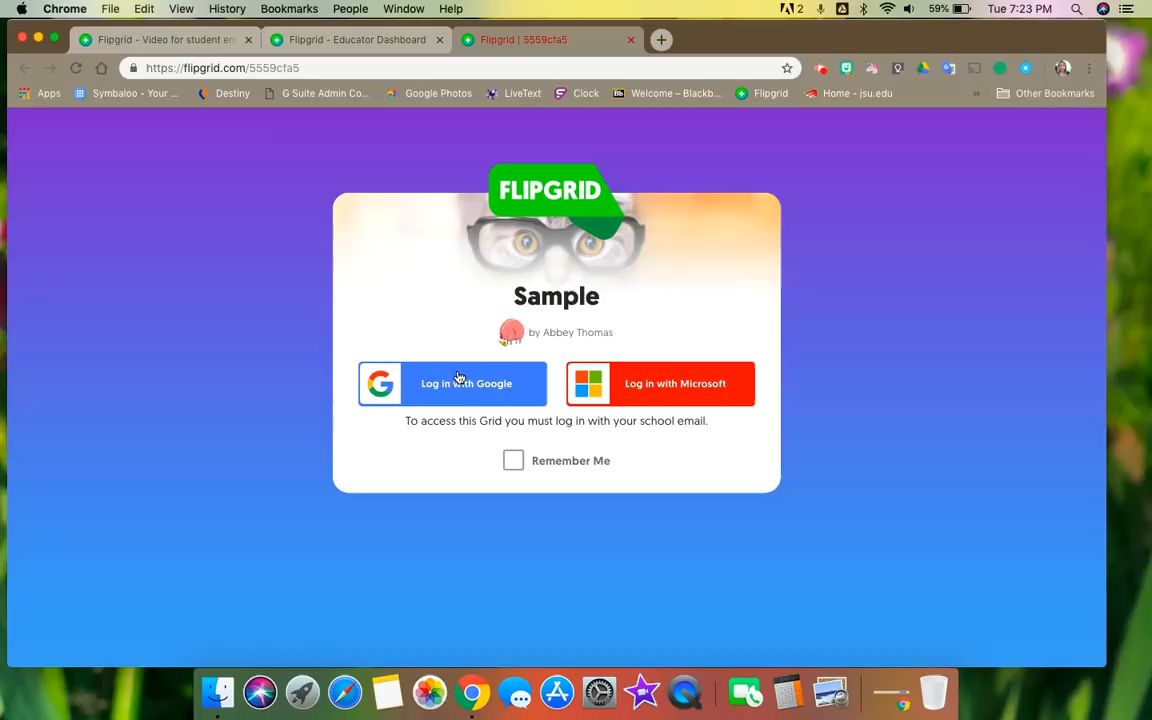 Chrome File Edit View History Bookmarks People Window Help 2 59% Tue 7:23 PM
Flipgrid - Video for student en Flipgrid - Educator Dashboard Flipgrid | 5559cfa5
https://flipgrid.com/5559cfa5
Apps Symbaloo - Your ... Destiny G Suite Admin Co... Google Photos LiveText Clock Welcome – Blackb... Flipgrid Home - jsu.edu » Other Bookmarks
FLIPGRID
Sample
by Abbey Thomas
Log in with Google Log in with Microsoft
To access this Grid you must log in with your school email.
Remember Me